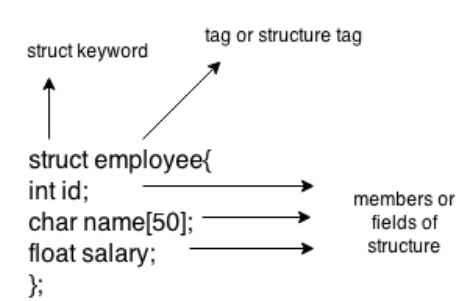 tag or structure tag
struct keyword
struct employee{
int id;
char name[50];
float salary;
};
members or
fields of
structure